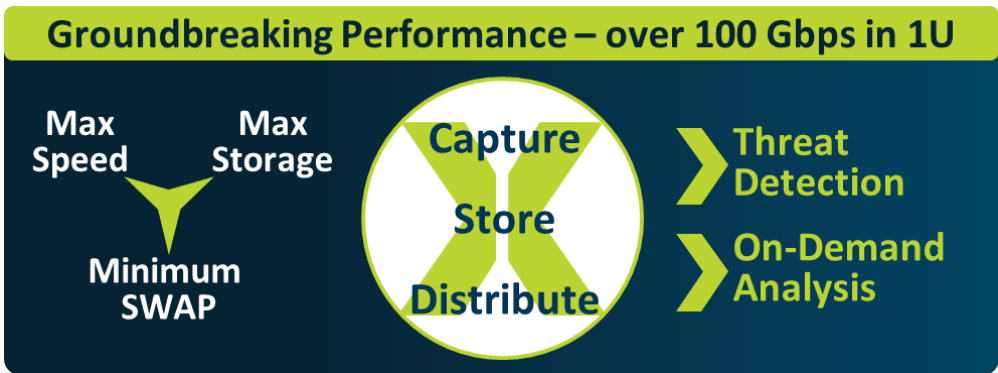 Groundbreaking Performance – over 100 Gbps in 1U
Max
Speed
Max
Storage
Minimum
SWAP
Capture
Store
Distribute
Threat
Detection
On-Demand
Analysis